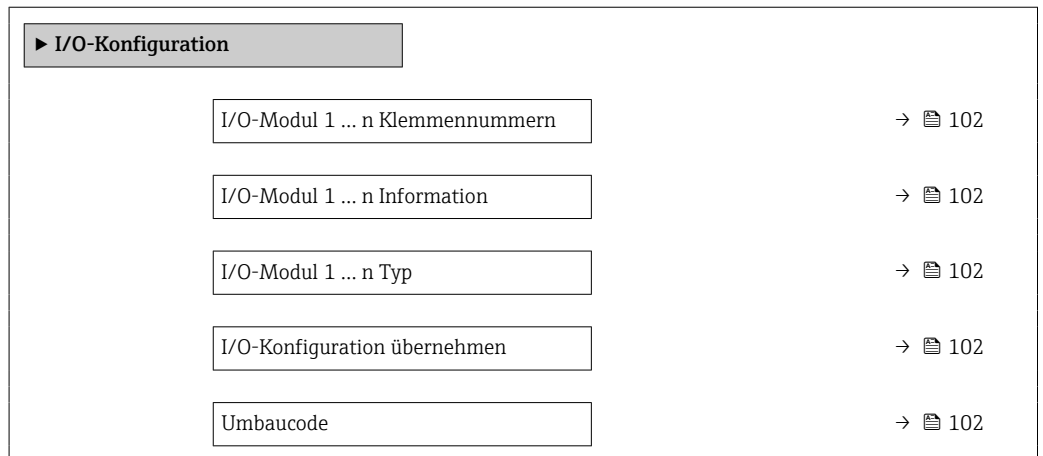 ► I/O-Konfiguration
I/O-Modul 1 … n Klemmennummern → 102
I/O-Modul 1 … n Information → 102
I/O-Modul 1 … n Typ → 102
I/O-Konfiguration übernehmen → 102
Umbaucode → 102